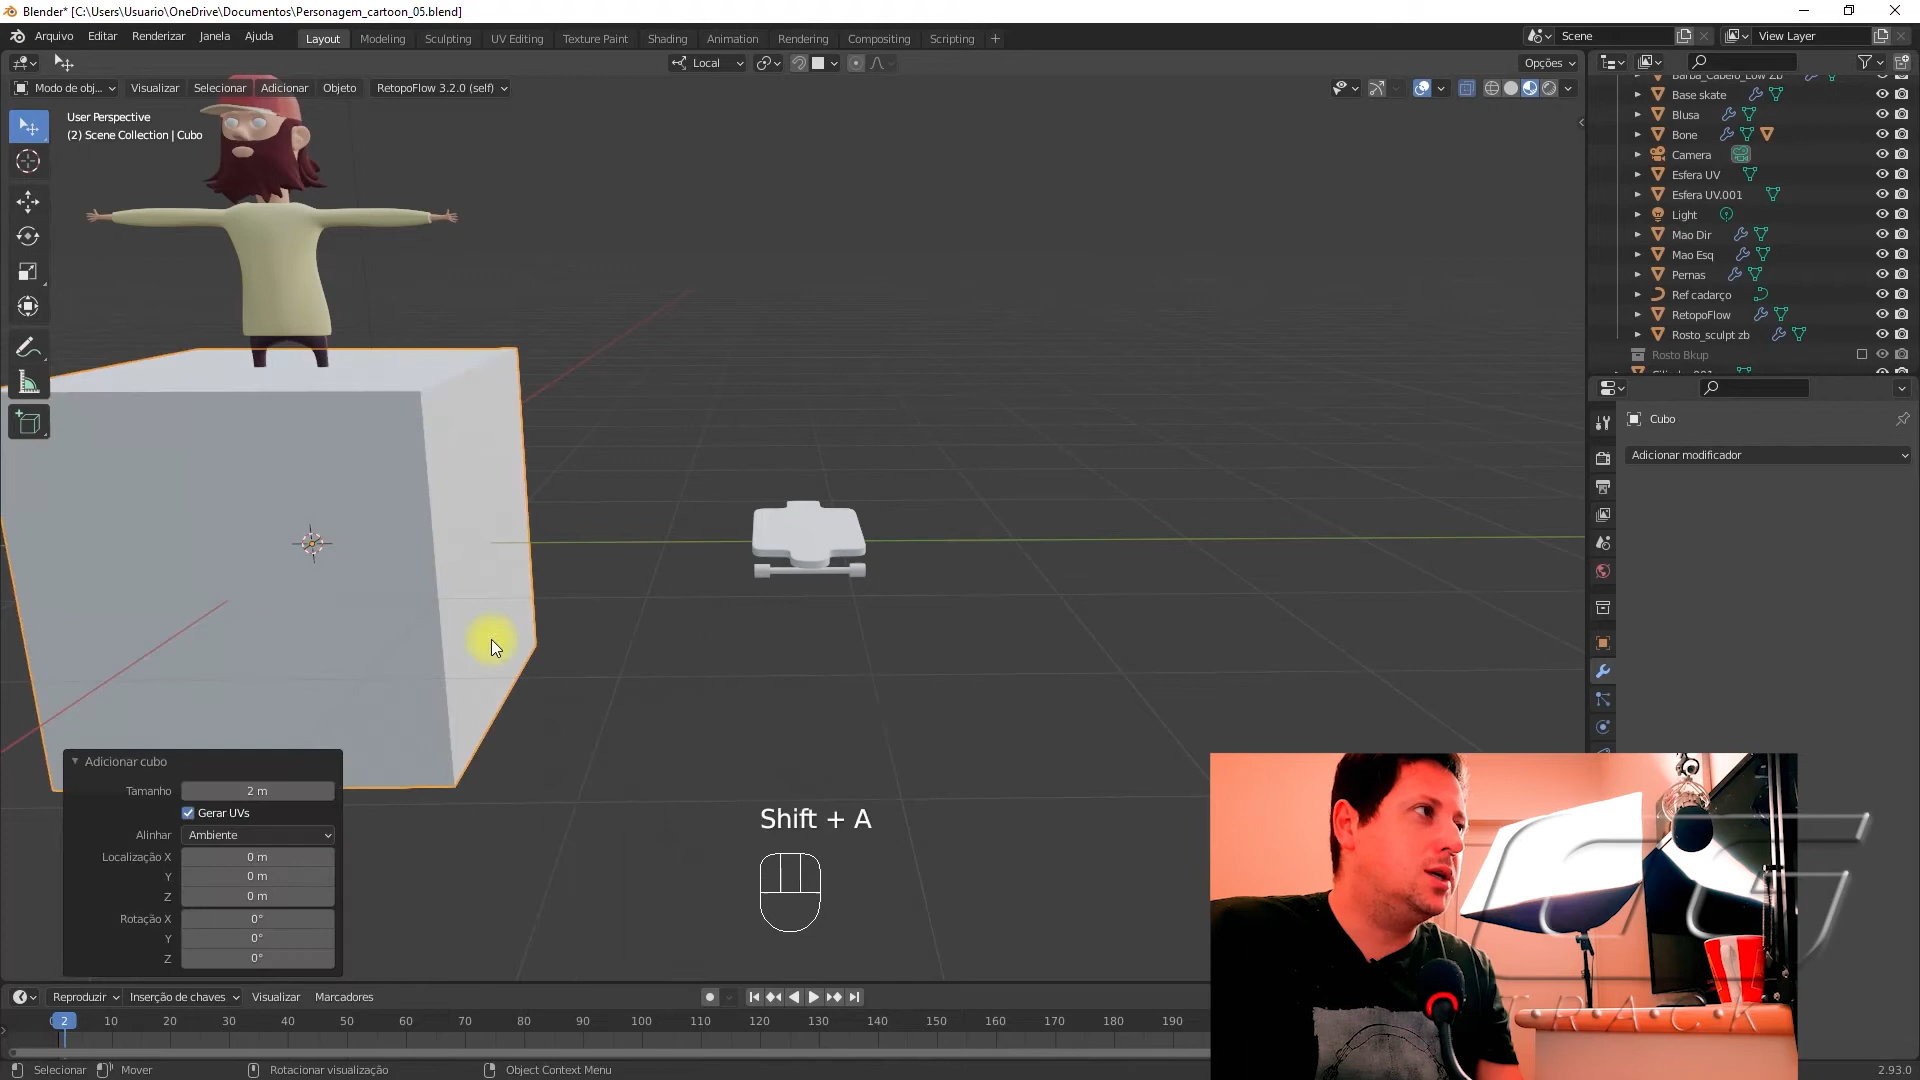 Blender* [C:\Users\Usuario\OneDrive\Documentos\Personagem_cartoon_05.blend]
Arquivo Editar Renderizar Janela Ajuda Layout Modeling Sculpting UV Editing Texture Paint Shading Animation Rendering Compositing Scripting + Scene View Layer
Local Opções
Modo de obj... Visualizar Selecionar Adicionar Objeto RetopoFlow 3.2.0 (self)
User Perspective
(2) Scene Collection | Cubo
Barba_Cabelo_Low Zb
Base skate
Blusa
Bone
Camera
Esfera UV
Esfera UV.001
Light
Mao Dir
Mao Esq
Pernas
Ref cadarço
RetopoFlow
Rosto_sculpt zb
Rosto Bkup
Cubo
Adicionar modificador
Adicionar cubo
Tamanho 2 m
Gerar UVs
Alinhar Ambiente
Localização X 0 m
Y 0 m
Z 0 m
Rotação X 0°
Y 0°
Z 0°
Shift + A
TRACK
Reproduzir Inserção de chaves Visualizar Marcadores
2 10 20 30 40 50 60 70 80 90 100 110 120 130 140 150 160 170 180 190
Selecionar Mover Rotacionar visualização Object Context Menu 2.93.0